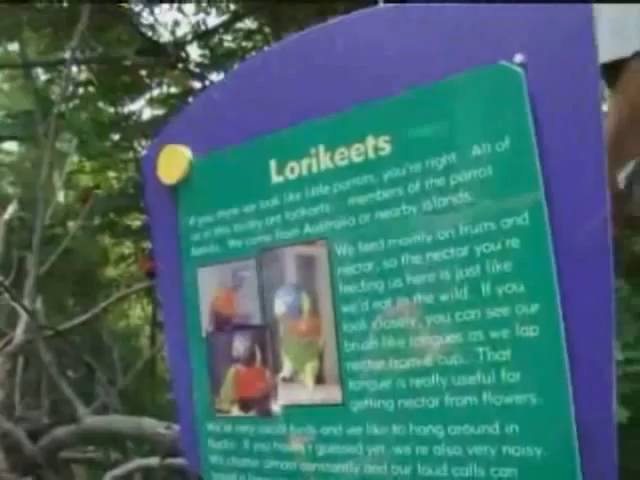 Lorikeets
If you think we look like little parrots, you're right. All of
us in this aviary are lorikeets members of the parrot
family. We come from Australia or nearby islands.
We feed mainly on fruits and
nectar, so the nectar you're
feeding us here is just like
we'd eat in the wild. If you
look closely, you can see our
brush like tongues as we lap
nectar from a cup. That
tongue is really useful for
getting nectar from flowers.
We're very social birds and we like to hang around in
flocks. If you haven't guessed yet, we're also very noisy.
We chatter almost constantly and our loud calls can